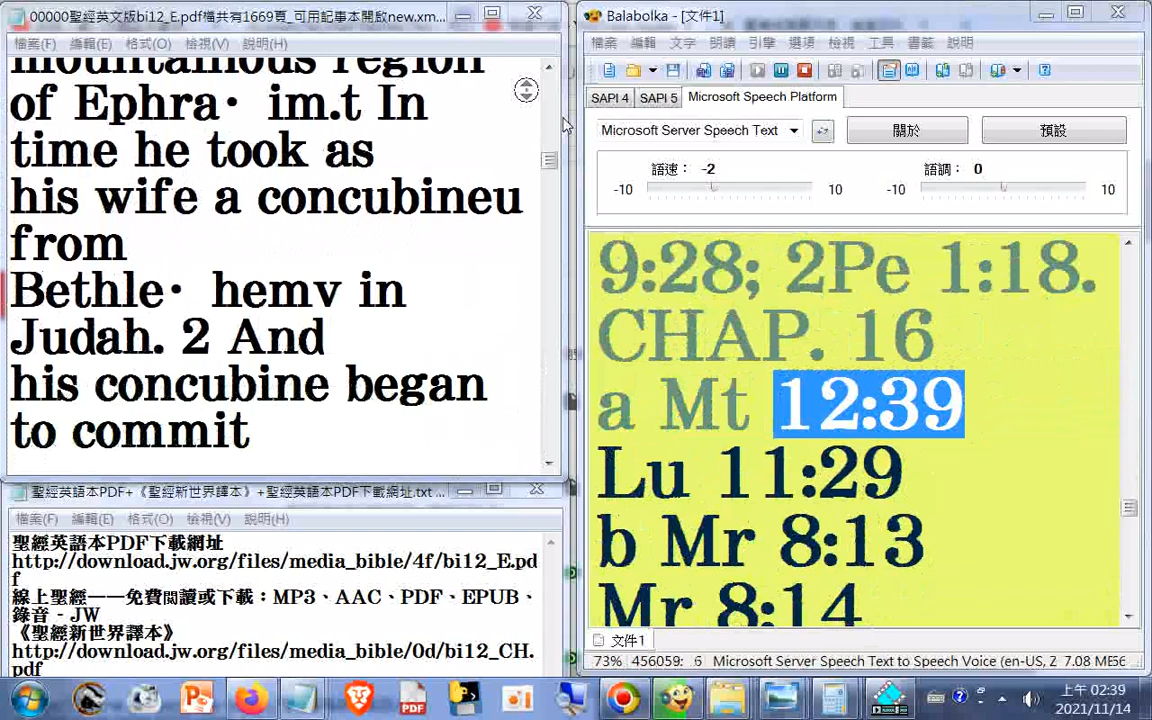 00000聖經英文版bi12_E.pdf檔共有1669頁_可用記事本開啟new.xm...
檔案(F) 編輯(E) 格式(O) 檢視(V) 說明(H)
mountainous region
of Ephra· im.t In
time he took as
his wife a concubineu
from
Bethle· hemv in
Judah. 2 And
his concubine began
to commit
聖經英語本PDF+《聖經新世界譯本》+聖經英語本PDF下載網址.txt ...
檔案(F) 編輯(E) 格式(O) 檢視(V) 說明(H)
聖經英語本PDF下載網址
http://download.jw.org/files/media_bible/4f/bi12_E.pd
f
線上聖經——免費閱讀或下載：MP3、AAC、PDF、EPUB、
錄音 - JW
《聖經新世界譯本》
http://download.jw.org/files/media_bible/0d/bi12_CH.
pdf
Balabolka - [文件1]
檔案 編輯 文字 朗讀 引擎 選項 檢視 工具 書籤 說明
SAPI 4 SAPI 5 Microsoft Speech Platform
Microsoft Server Speech Text 關於 預設
語速： -2 語調： 0
-10 10 -10 10
9:28; 2Pe 1:18.
CHAP. 16
a Mt 12:39
Lu 11:29
b Mr 8:13
Mr 8:14
文件1
73% 456059: 6 Microsoft Server Speech Text to Speech Voice (en-US, 2 7.08 ME56
PDF
上午 02:39
2021/11/14